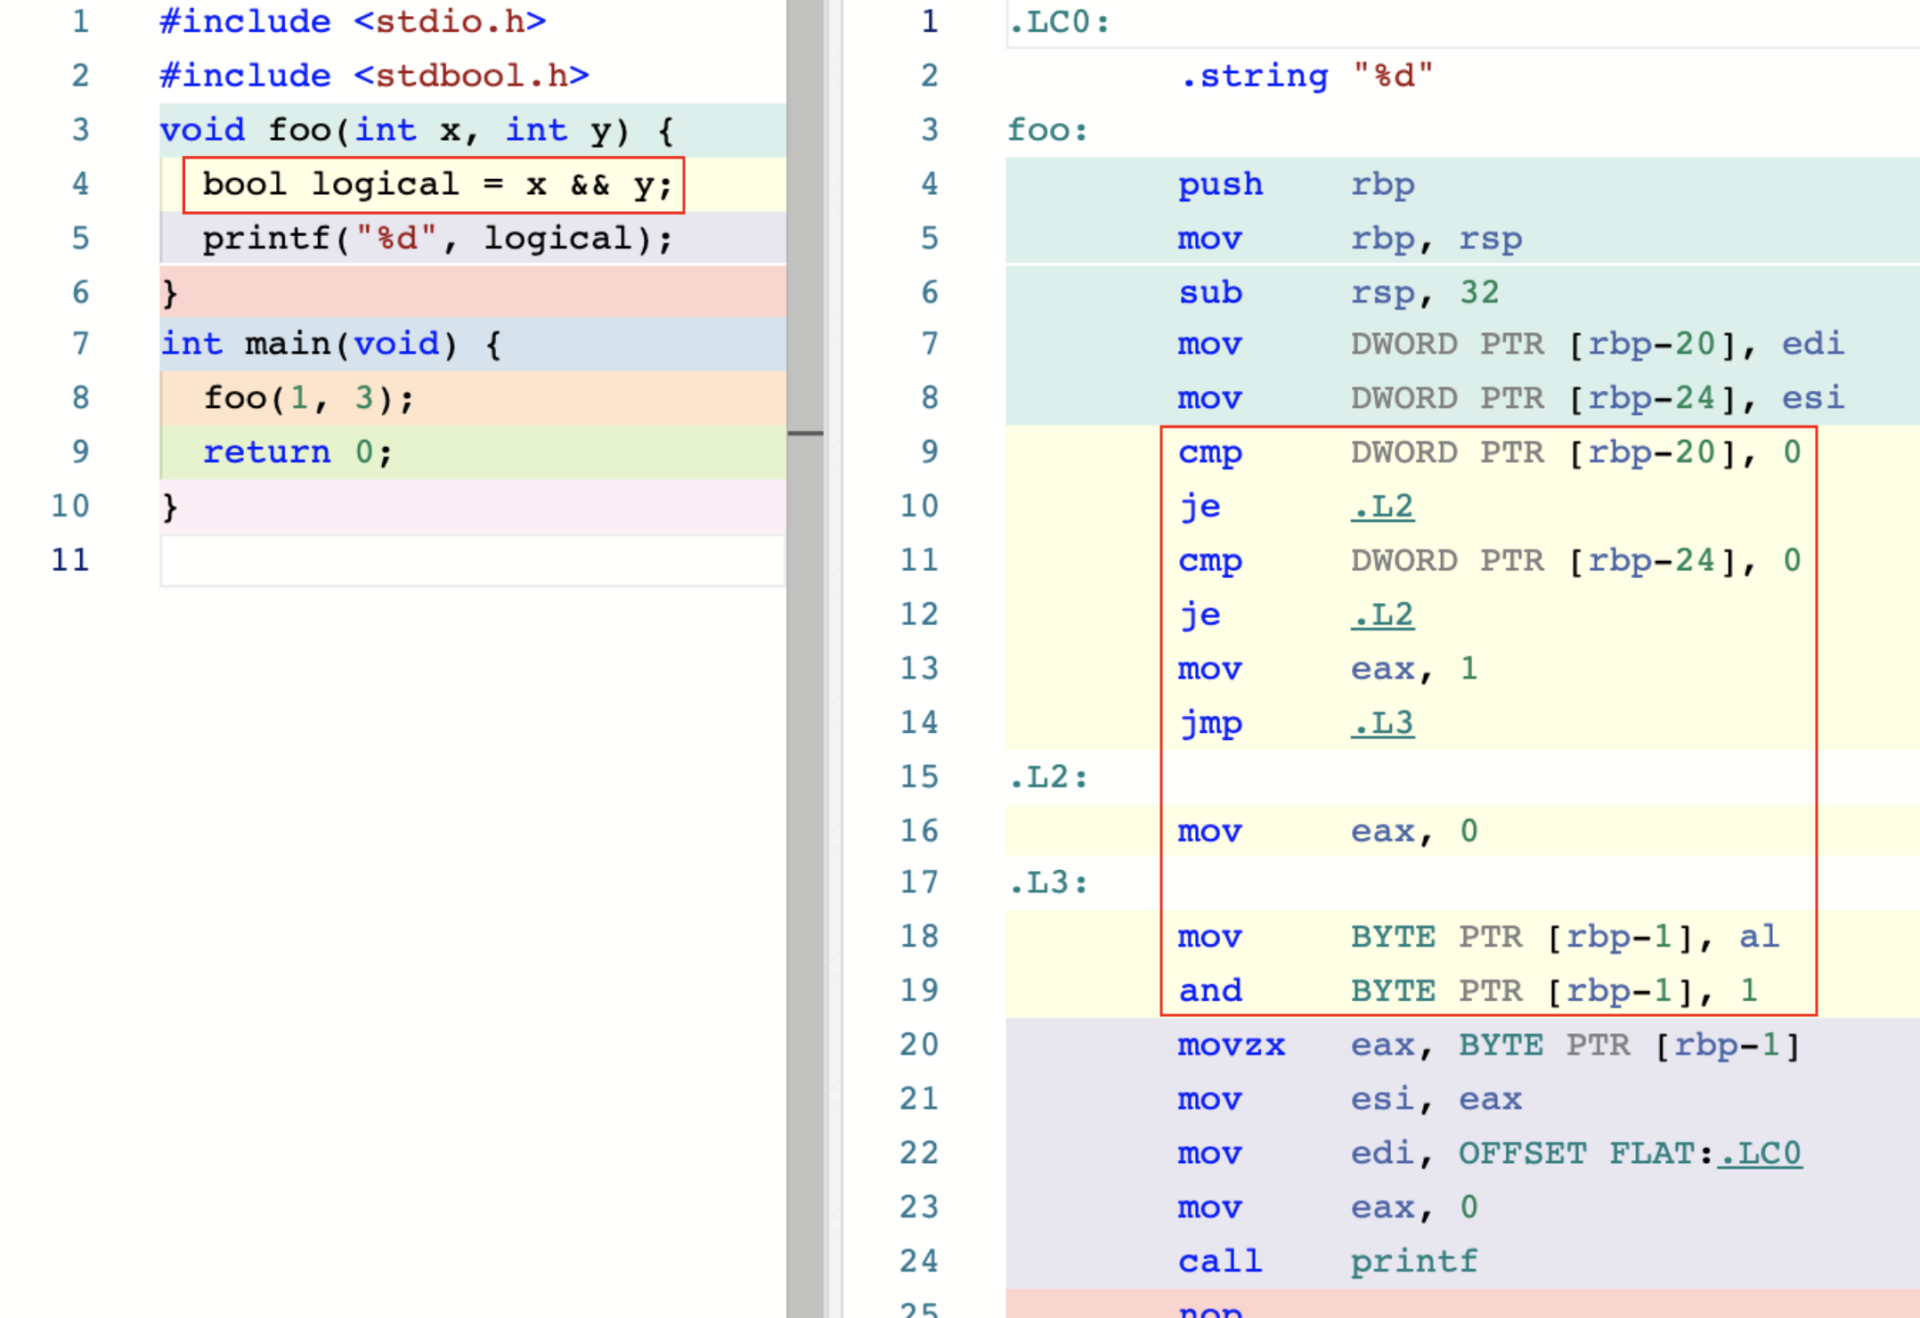 1 #include <stdio.h>
2 #include <stdbool.h>
3 void foo(int x, int y) {
4   bool logical = x && y;
5   printf("%d", logical);
6 }
7 int main(void) {
8   foo(1, 3);
9   return 0;
10 }
11
1 .LC0:
2         .string "%d"
3 foo:
4         push    rbp
5         mov     rbp, rsp
6         sub     rsp, 32
7         mov     DWORD PTR [rbp-20], edi
8         mov     DWORD PTR [rbp-24], esi
9         cmp     DWORD PTR [rbp-20], 0
10         je      .L2
11         cmp     DWORD PTR [rbp-24], 0
12         je      .L2
13         mov     eax, 1
14         jmp     .L3
15 .L2:
16         mov     eax, 0
17 .L3:
18         mov     BYTE PTR [rbp-1], al
19         and     BYTE PTR [rbp-1], 1
20         movzx   eax, BYTE PTR [rbp-1]
21         mov     esi, eax
22         mov     edi, OFFSET FLAT:.LC0
23         mov     eax, 0
24         call    printf
25         nop